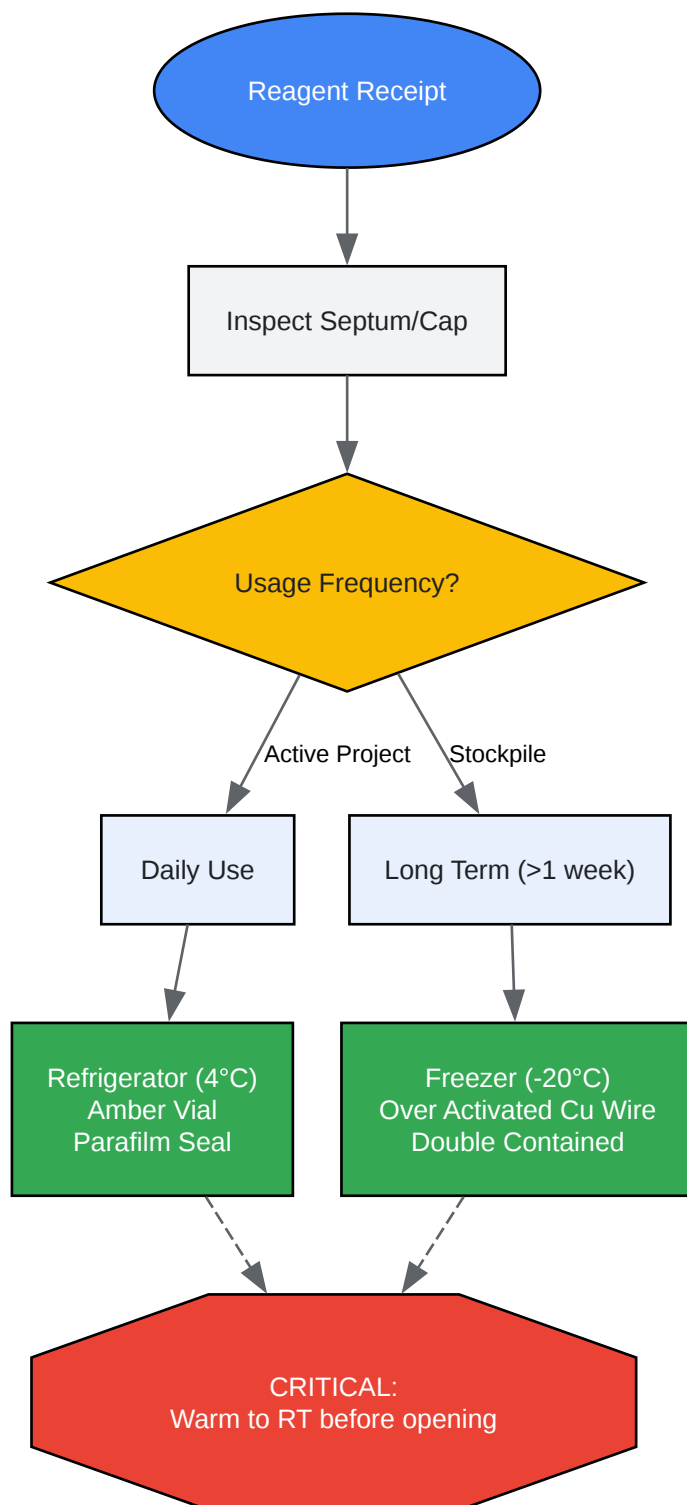 Reagent Receipt
Inspect Septum/Cap
Usage Frequency?
Active Project
Stockpile
Daily Use
Long Term (>1 week)
Refrigerator (4°C)
Amber Vial
Parafilm Seal
Freezer (-20°C)
Over Activated Cu Wire
Double Contained
CRITICAL:
Warm to RT before opening